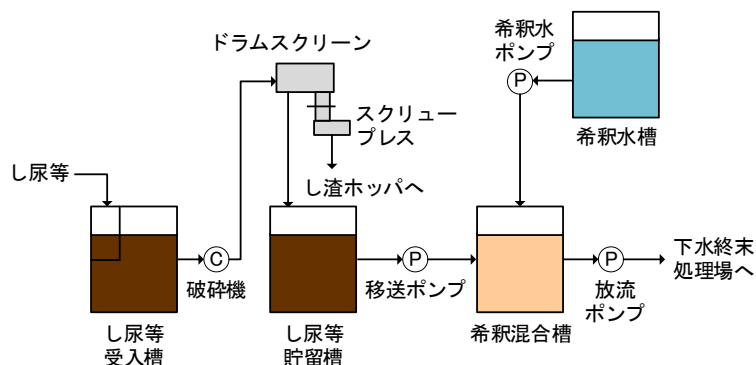 ドラムスクリーン
希釈水
ポンプ
P
スクリュー
プレス
希釈水槽
し尿等
し渣ホッパへ
C
P
P
下水終末
処理場へ
破砕機
移送ポンプ
放流
ポンプ
し尿等
受入槽
し尿等
貯留槽
希釈混合槽